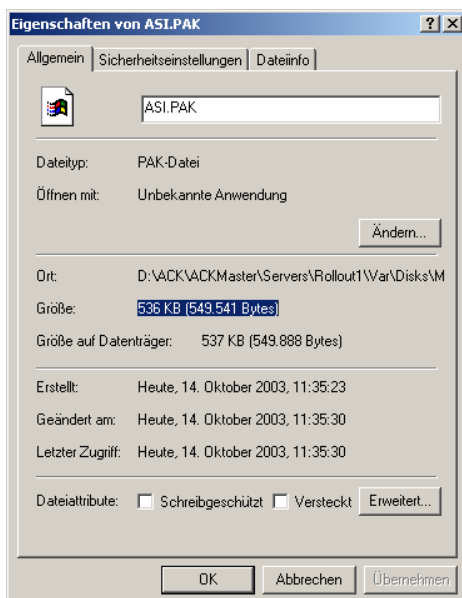 Eigenschaften von ASI.PAK
Allgemein Sicherheitseinstellungen Dateiinfo
ASI.PAK
Dateityp: PAK-Datei
Öffnen mit: Unbekannte Anwendung
Ändern...
Ort: D:\ACK\ACKMaster\Servers\Rollout1\Var\Disks\M
Größe: 536 KB (549.541 Bytes)
Größe auf Datenträger: 537 KB (549.888 Bytes)
Erstellt: Heute, 14. Oktober 2003, 11:35:23
Geändert am: Heute, 14. Oktober 2003, 11:35:30
Letzter Zugriff: Heute, 14. Oktober 2003, 11:35:30
Dateiattribute: Schreibgeschützt Versteckt Erweitert...
OK Abbrechen Übernehmen